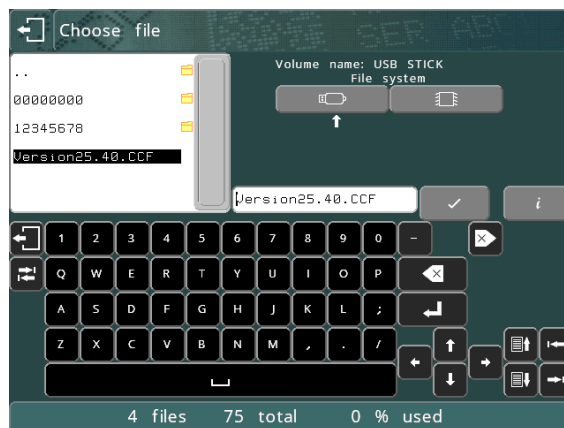 Choose file
Volume name: USB STICK
File system
..
00000000
12345678
Version25.40.CCF
Version25.40.CCF
i
1 2 3 4 5 6 7 8 9 0 -
Q W E R T Y U I O P
A S D F G H J K L ;
Z X C V B N M , . /
4 files 75 total 0 % used